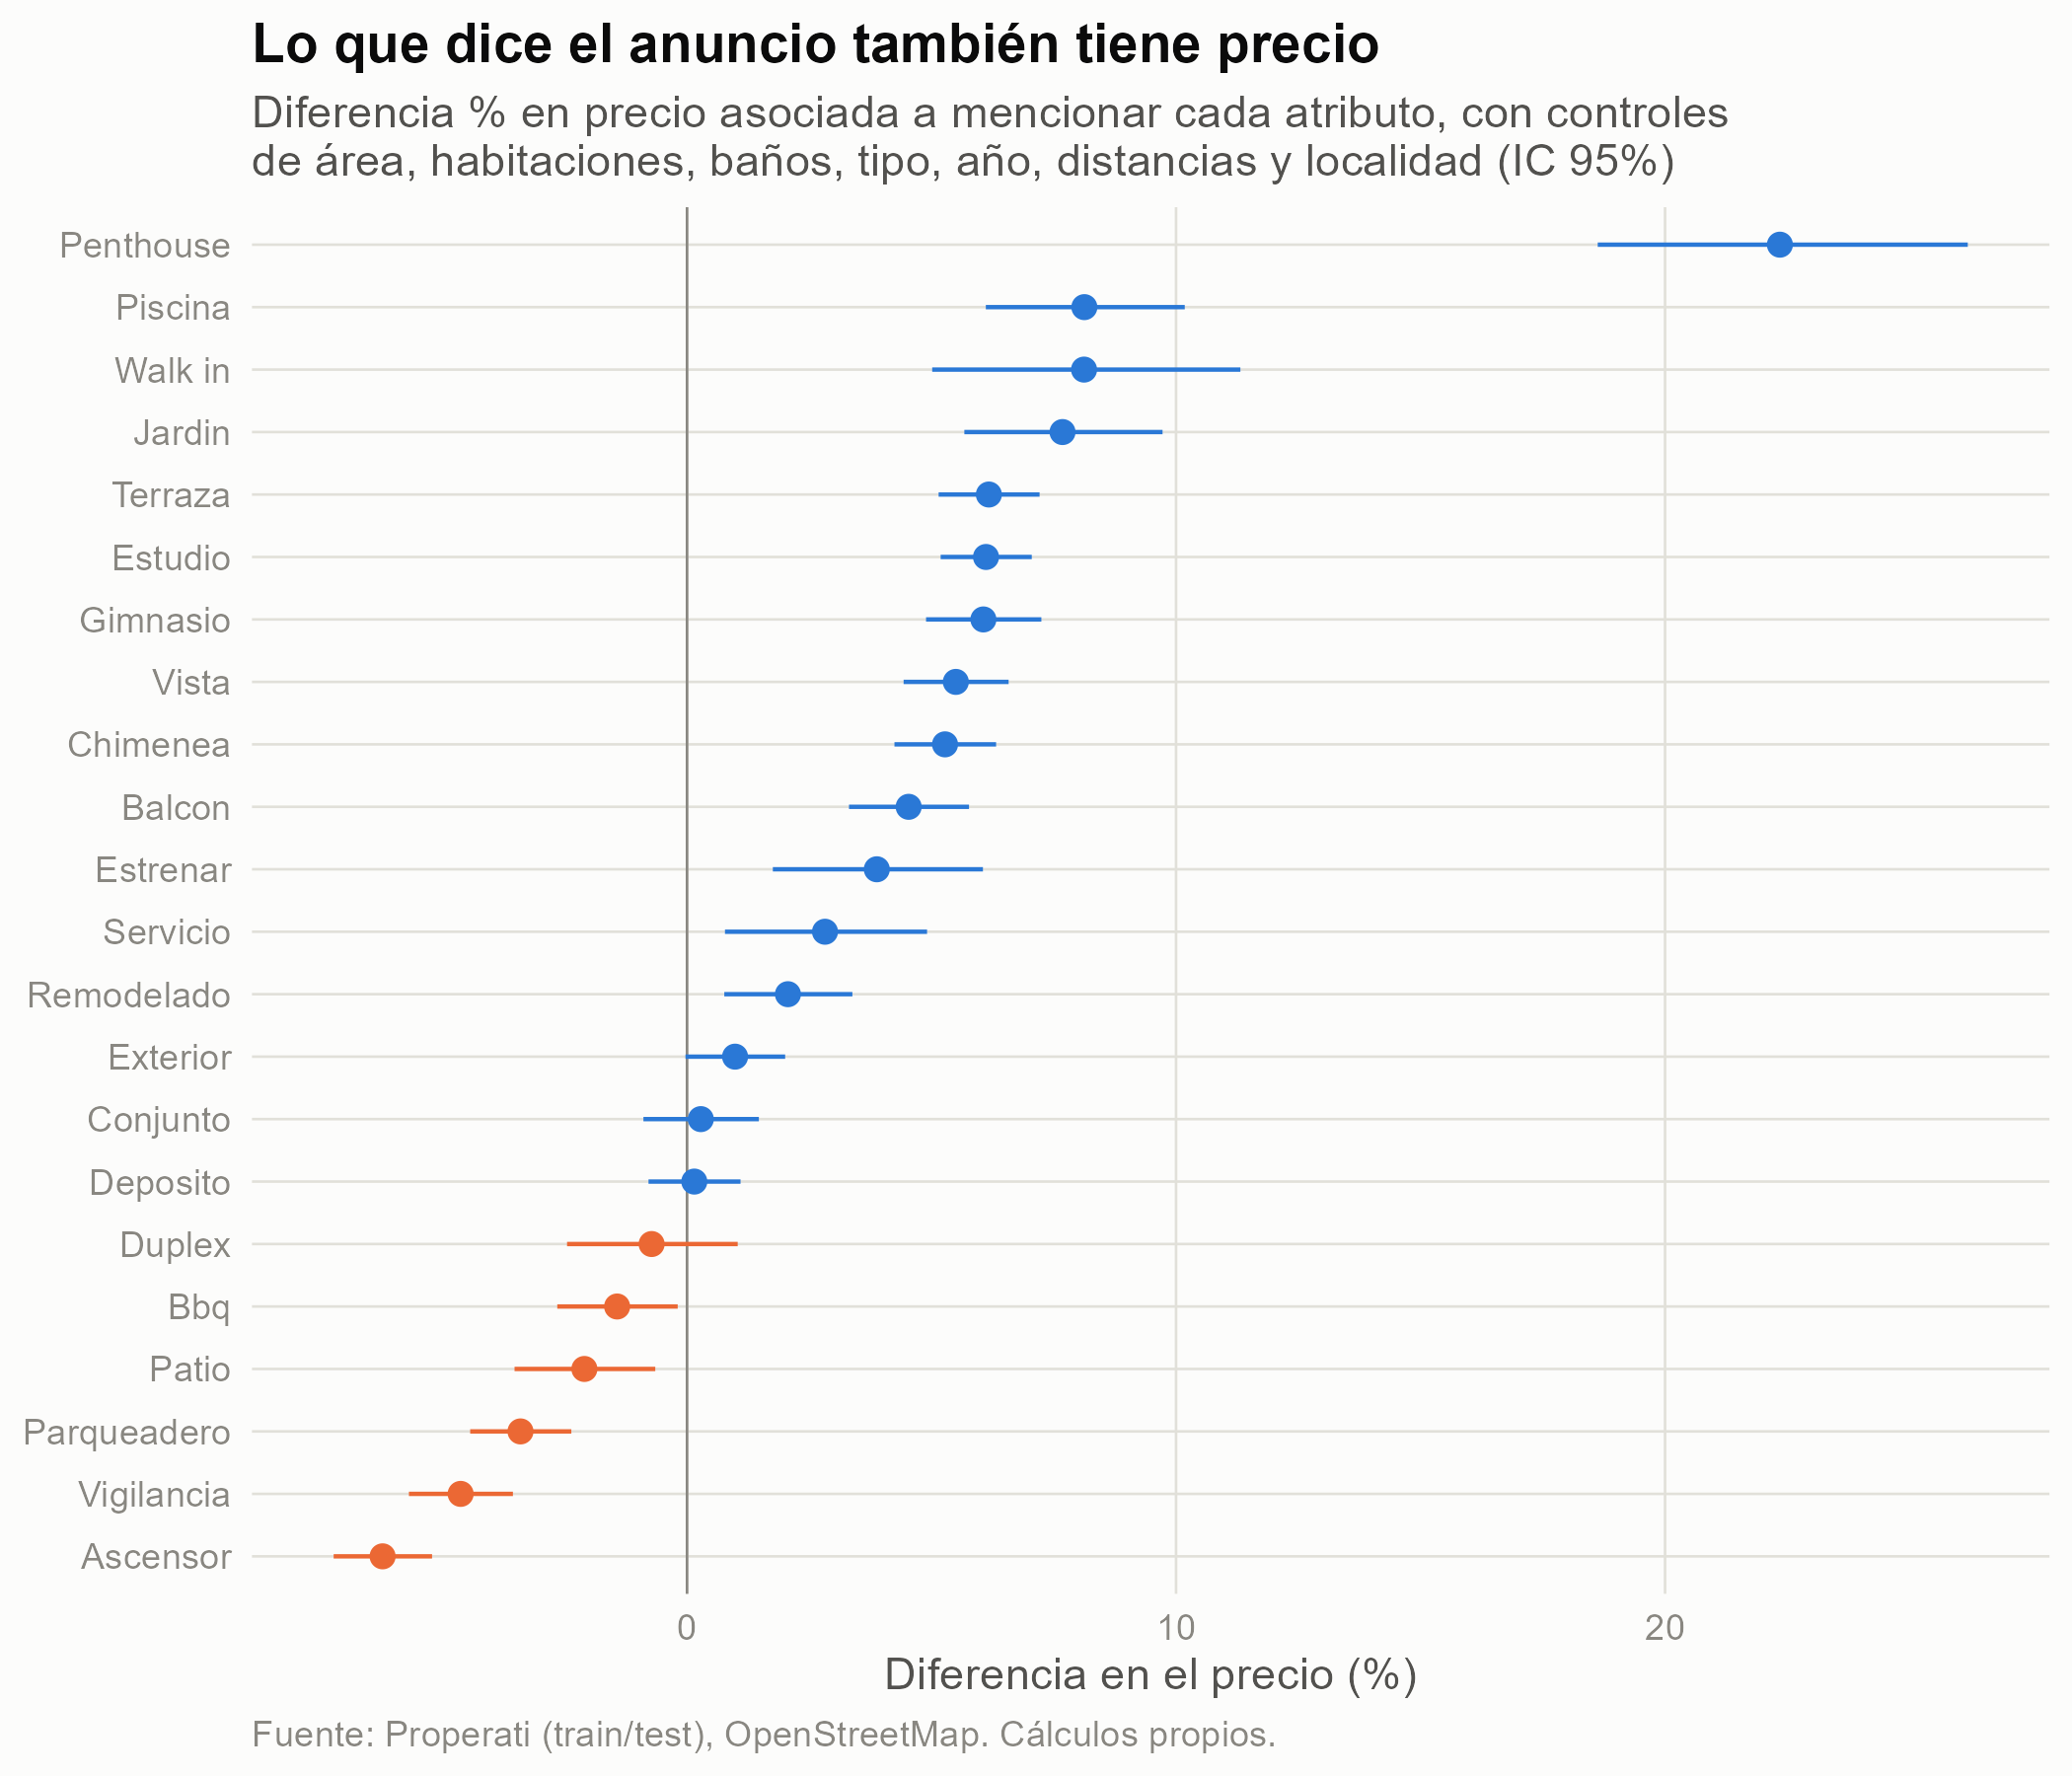 Lo que dice el anuncio también tiene precio
Diferencia % en precio asociada a mencionar cada atributo, con controles
de área, habitaciones, baños, tipo, año, distancias y localidad (IC 95%)
Penthouse
Piscina
Walk in
Jardin
Terraza
Estudio
Gimnasio
Vista
Chimenea
Balcon
Estrenar
Servicio
Remodelado
Exterior
Conjunto
Deposito
Duplex
Bbq
Patio
Parqueadero
Vigilancia
Ascensor
0 10 20
Diferencia en el precio (%)
Fuente: Properati (train/test), OpenStreetMap. Cálculos propios.